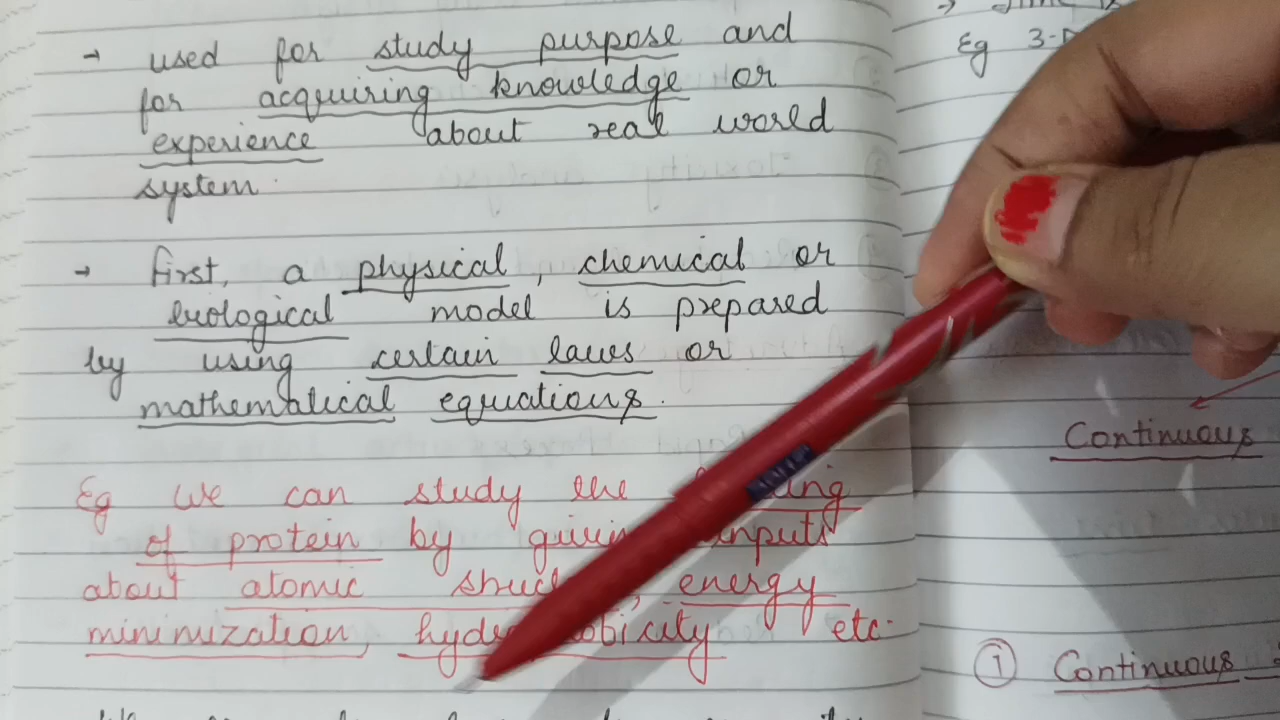 → used for study purpose and
for acquiring knowledge or
experience about real world
system.
→ first, a physical, chemical or
biological model is prepared
by using certain laws or
mathematical equations.
Eg we can study the
of protein by inputs
about atomic energy
minimization, etc.
Eg
Continuous
① Continuous